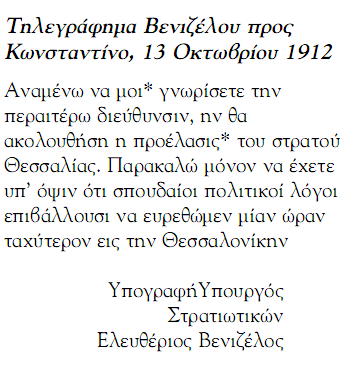 Τηλεγράφημα Βενιζέλου προς
Κωνσταντίνο, 13 Οκτωβρίου 1912
Αναμένω να μοι* γνωρίσετε την
περαιτέρω διεύθυνσιν, ην θα
ακολουθήση η προέλασις* του στρατού
Θεσσαλίας. Παρακαλώ μόνον να έχετε
υπ’ όψιν ότι σπουδαίοι πολιτικοί λόγοι
επιβάλλουσι να ευρεθώμεν μίαν ώραν
ταχύτερον εις την Θεσσαλονίκην
ΥπογραφήΥπουργός
Στρατιωτικών
Ελευθέριος Βενιζέλος